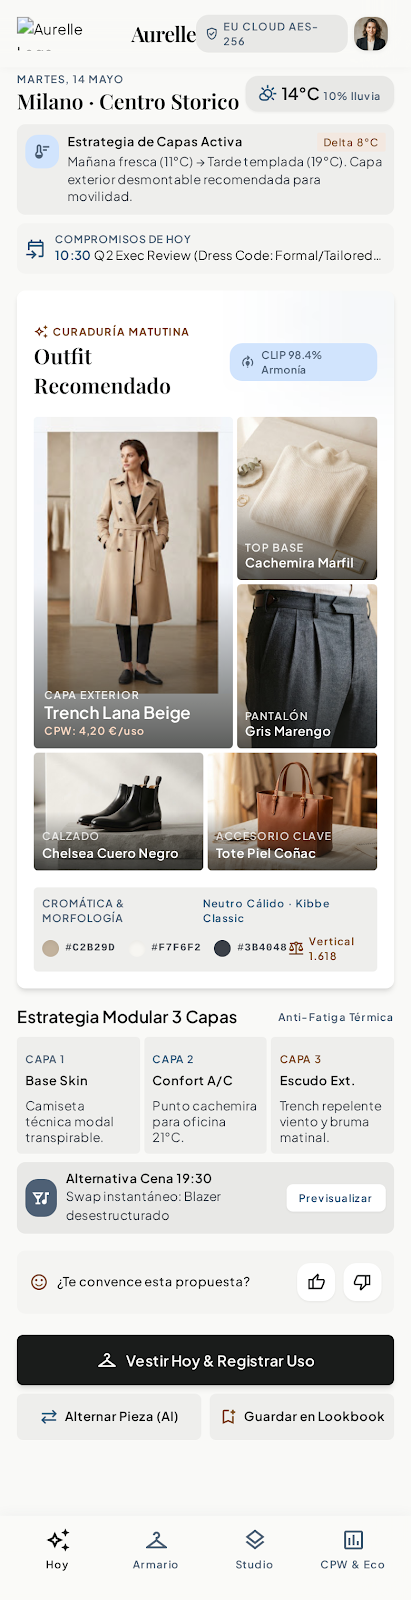 Aurelle
Aurelle
EU CLOUD AES-
256
MARTES, 14 MAYO
Milano · Centro Storico
14°C 10% lluvia
Estrategia de Capas Activa
Delta 8°C
Mañana fresca (11°C) → Tarde templada (19°C). Capa
exterior desmontable recomendada para
movilidad.
COMPROMISOS DE HOY
10:30 Q2 Exec Review (Dress Code: Formal/Tailored...
CURADURÍA MATUTINA
Outfit
Recomendado
CLIP 98.4%
Armonía
CAPA EXTERIOR
Trench Lana Beige
CPW: 4,20 €/uso
TOP BASE
Cachemira Marfil
PANTALÓN
Gris Marengo
CALZADO
Chelsea Cuero Negro
ACCESORIO CLAVE
Tote Piel Coñac
CROMÁTICA &
MORFOLOGÍA
Neutro Cálido · Kibbe
Classic
#C2B29D
#F7F6F2
#3B4048
Vertical
1.618
Estrategia Modular 3 Capas
Anti-Fatiga Térmica
CAPA 1
Base Skin
Camiseta
técnica modal
transpirable.
CAPA 2
Confort A/C
Punto cachemira
para oficina
21°C.
CAPA 3
Escudo Ext.
Trench repelente
viento y bruma
matinal.
Alternativa Cena 19:30
Swap instantáneo: Blazer
desestructurado
Previsualizar
¿Te convence esta propuesta?
Vestir Hoy & Registrar Uso
Alternar Pieza (AI)
Guardar en Lookbook
Hoy
Armario
Studio
CPW & Eco